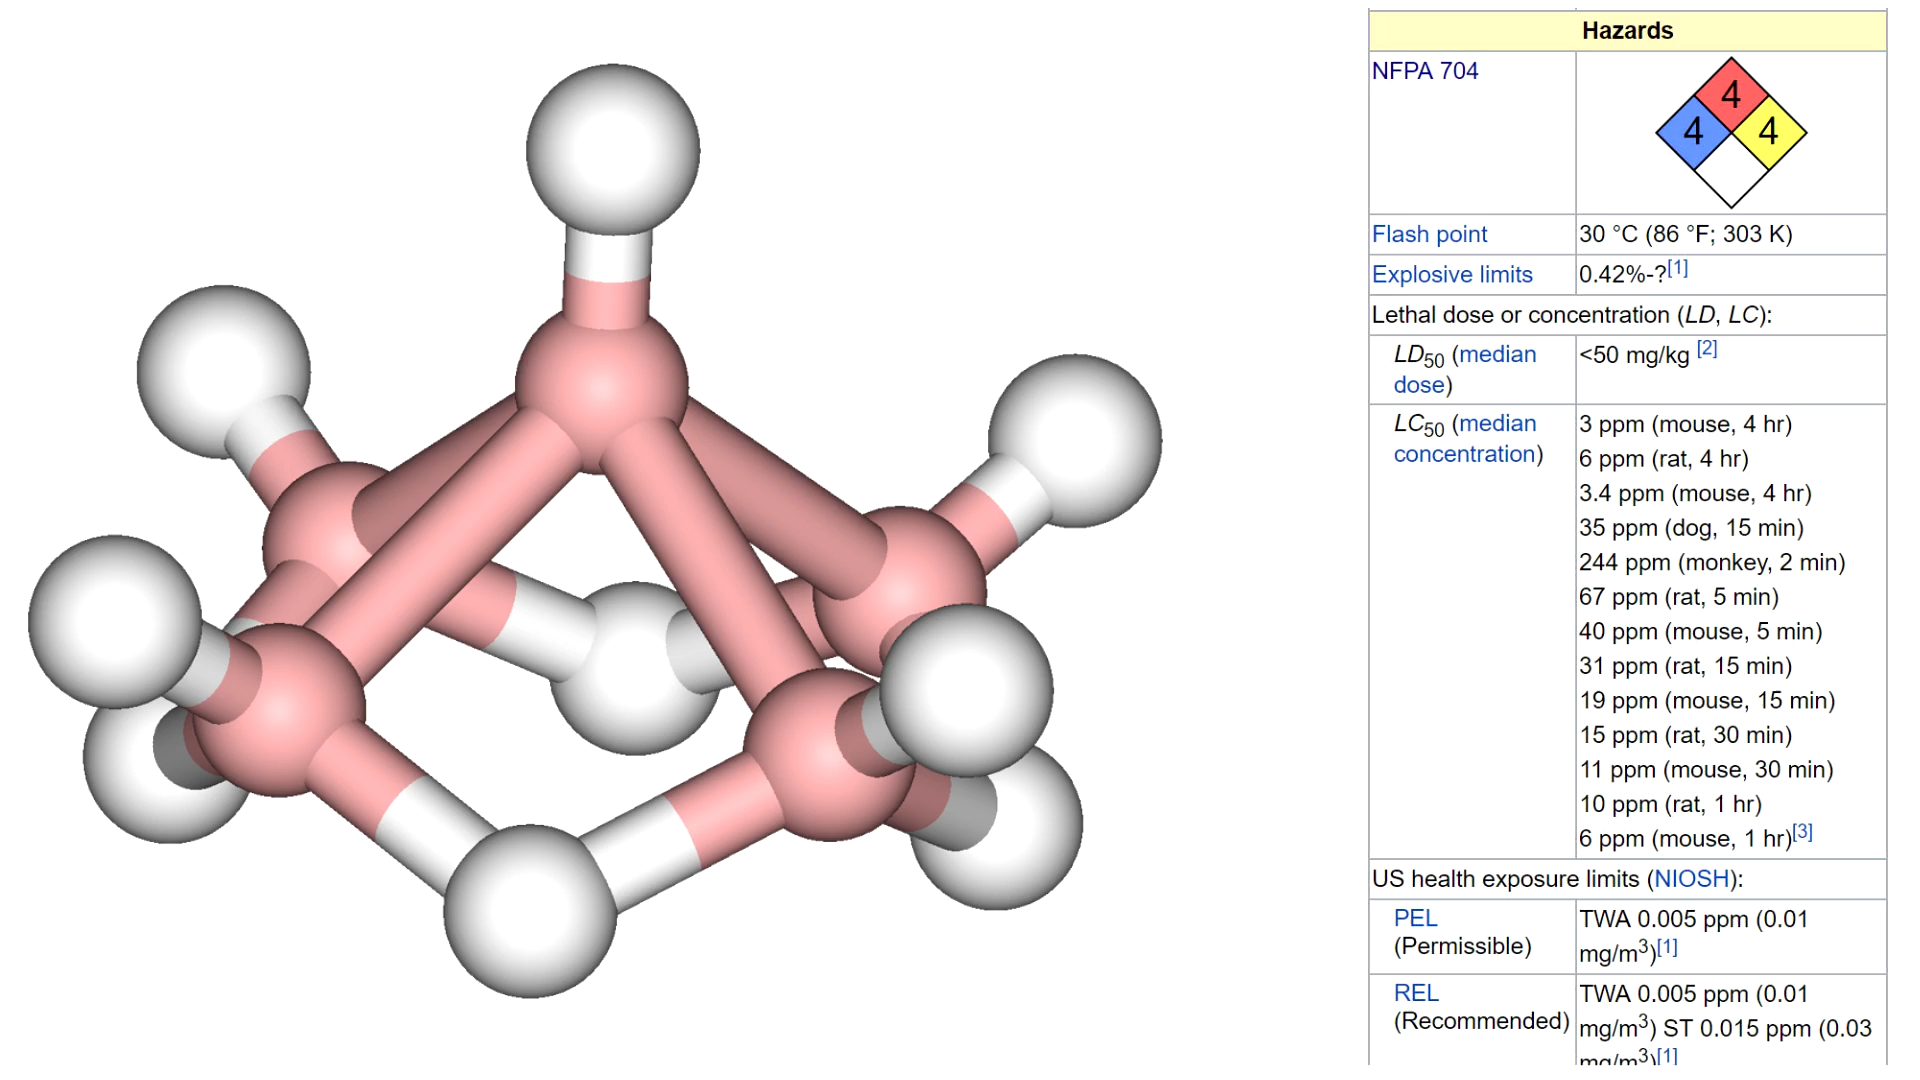 Hazards
NFPA 704
4
4 4
Flash point 30 °C (86 °F; 303 K)
Explosive limits 0.42%-?[1]
Lethal dose or concentration (LD, LC):
LD50 (median <50 mg/kg [2]
dose)
LC50 (median 3 ppm (mouse, 4 hr)
concentration) 6 ppm (rat, 4 hr)
3.4 ppm (mouse, 4 hr)
35 ppm (dog, 15 min)
244 ppm (monkey, 2 min)
67 ppm (rat, 5 min)
40 ppm (mouse, 5 min)
31 ppm (rat, 15 min)
19 ppm (mouse, 15 min)
15 ppm (rat, 30 min)
11 ppm (mouse, 30 min)
10 ppm (rat, 1 hr)
6 ppm (mouse, 1 hr)[3]
US health exposure limits (NIOSH):
PEL TWA 0.005 ppm (0.01
(Permissible) mg/m3)[1]
REL TWA 0.005 ppm (0.01
(Recommended) mg/m3) ST 0.015 ppm (0.03
mg/m3)[1]